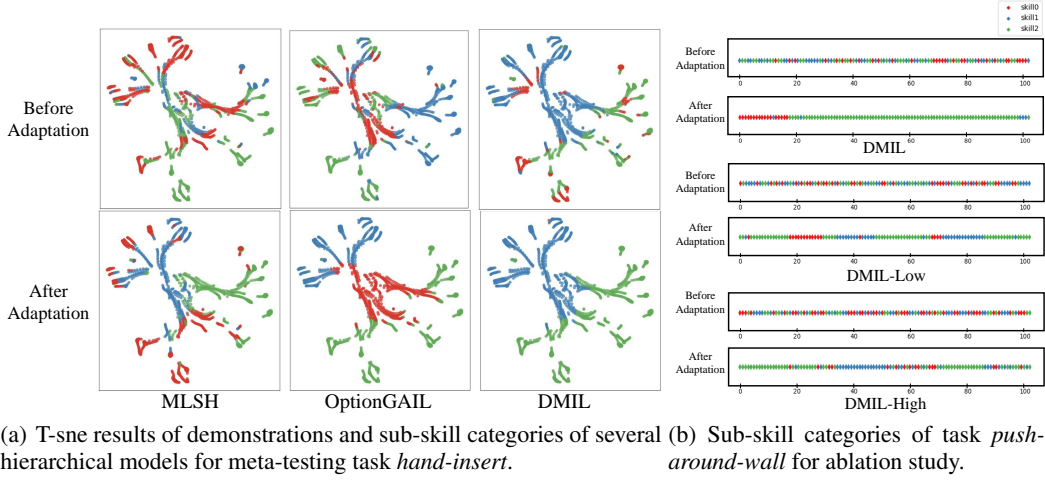 skill0
skill1
skill2
Before
Adaptation
After
Adaptation
MLSH
OptionGAIL
DMIL
Before
Adaptation
0 20 40 60 80 100
After
Adaptation
0 20 40 60 80 100
DMIL
Before
Adaptation
0 20 40 60 80 100
After
Adaptation
0 20 40 60 80 100
DMIL-Low
Before
Adaptation
0 20 40 60 80 100
After
Adaptation
0 20 40 60 80 100
DMIL-High
(a) T-sne results of demonstrations and sub-skill categories of several
hierarchical models for meta-testing task hand-insert.
(b) Sub-skill categories of task push-
around-wall for ablation study.